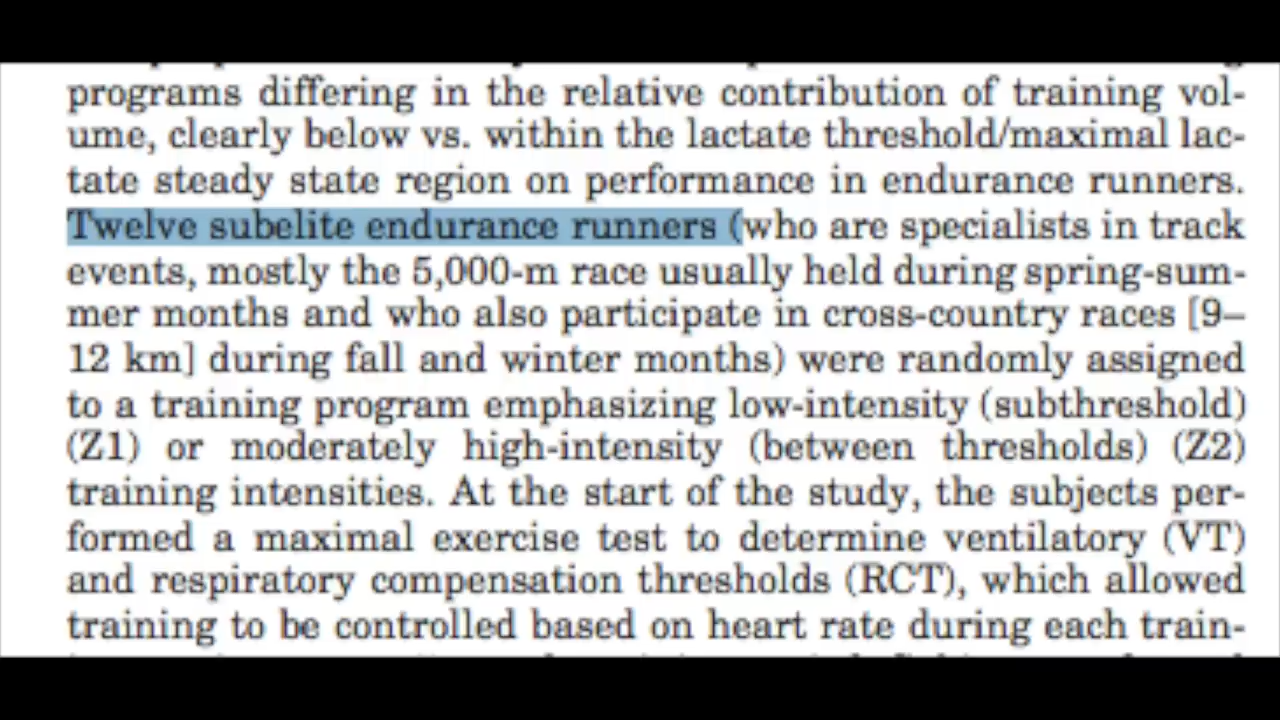 programs differing in the relative contribution of training vol-
ume, clearly below vs. within the lactate threshold/maximal lac-
tate steady state region on performance in endurance runners.
Twelve subelite endurance runners (who are specialists in track
events, mostly the 5,000-m race usually held during spring-sum-
mer months and who also participate in cross-country races [9–
12 km] during fall and winter months) were randomly assigned
to a training program emphasizing low-intensity (subthreshold)
(Z1) or moderately high-intensity (between thresholds) (Z2)
training intensities. At the start of the study, the subjects per-
formed a maximal exercise test to determine ventilatory (VT)
and respiratory compensation thresholds (RCT), which allowed
training to be controlled based on heart rate during each train-